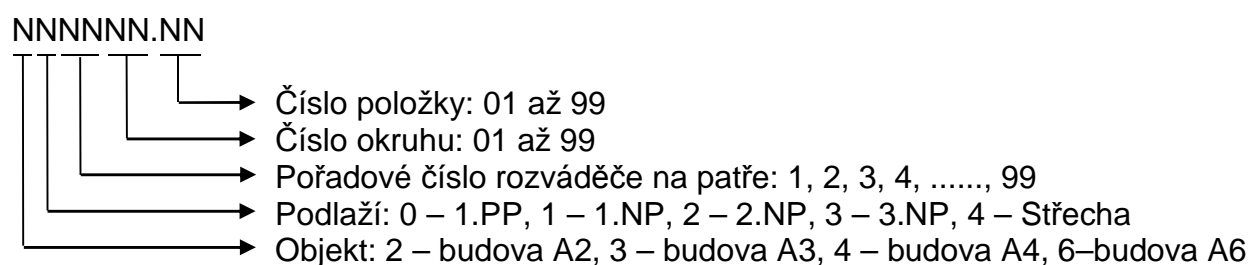 NNNNNN.NN
Číslo položky: 01 až 99
Číslo okruhu: 01 až 99
Pořadové číslo rozváděče na patře: 1, 2, 3, 4, ......, 99
Podlaží: 0 – 1.PP, 1 – 1.NP, 2 – 2.NP, 3 – 3.NP, 4 – Střecha
Objekt: 2 – budova A2, 3 – budova A3, 4 – budova A4, 6–budova A6